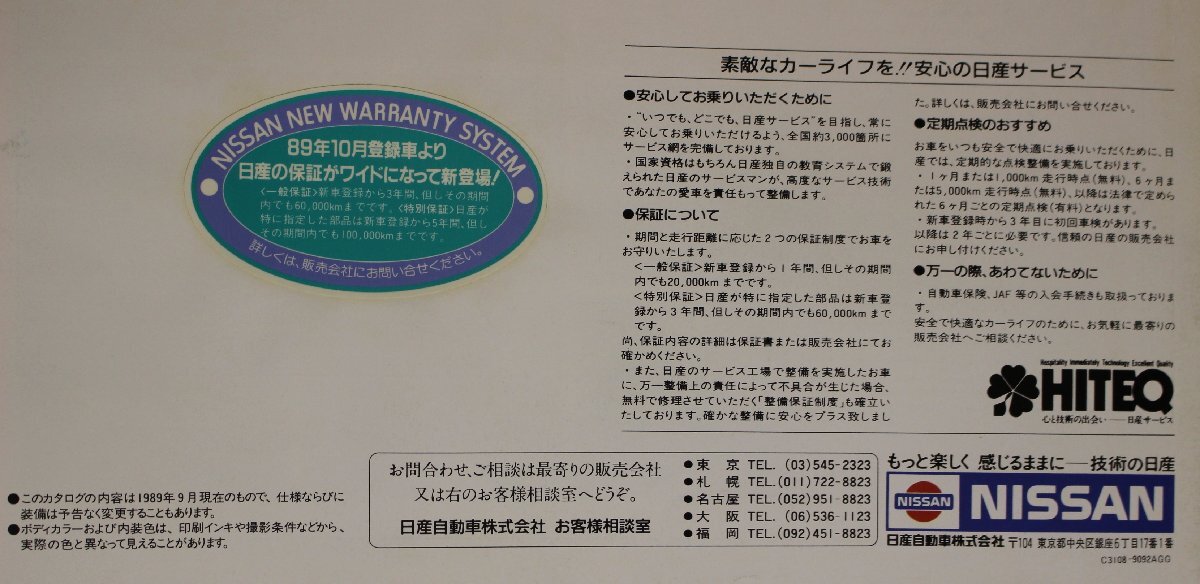 NISSAN NEW WARRANTY SYSTEM
89年10月登録車より
日産の保証がワイドになって新登場!
〈一般保証〉新車登録から3年間、但しその期間
内でも60,000kmまでです。〈特別保証〉日産が
特に指定した部品は新車登録から5年間、但し
その期間内でも100,000kmまでです。
詳しくは、販売会社にお問い合せください。
素敵なカーライフを!!安心の日産サービス
●安心してお乗りいただくために
・“いつでも、どこでも、日産サービス”を目指し、常に
安心してお乗りいただけるよう、全国約3,000箇所に
サービス網を完備しております。
・国家資格はもちろん日産独自の教育システムで鍛
えられた日産のサービスマンが、高度なサービス技術
であなたの愛車を責任もって整備します。
●保証について
・期間と走行距離に応じた2つの保証制度でお車を
お守りいたします。
〈一般保証〉新車登録から1年間、但しその期間
内でも20,000kmまでです。
〈特別保証〉日産が特に指定した部品は新車登
録から3年間、但しその期間内でも60,000kmまで
です。
尚、保証内容の詳細は保証書または販売会社にてお
確かめください。
・また、日産のサービス工場で整備を実施したお車
に、万一整備上の責任によって不具合が生じた場合、
無料で修理させていただく「整備保証制度」も確立い
たしております。確かな整備に安心をプラス致しまし
た。詳しくは、販売会社にお問い合せください。
●定期点検のおすすめ
お車をいつも安全で快適にお乗りいただくために、日
産では、定期的な点検整備を実施しております。
・1ヶ月または1,000km走行時点(無料)、6ヶ月ま
たは5,000km走行時点(無料)、以降は法律で定めら
れた6ヶ月ごとの定期点検(有料)となります。
・新車登録時から3年目に初回車検があります。
以降は2年ごとに必要です。信頼の日産の販売会社
にお申し付けください。
●万一の際、あわてないために
・自動車保険、JAF等の入会手続きも取扱っておりま
す。
安全で快適なカーライフのために、お気軽に最寄りの
販売会社へご相談ください。
Hospitality Immediately Technology Excellent Quality
HITEQ
心と技術の出会い——日産サービス
●このカタログの内容は1989年9月現在のもので、仕様ならびに
装備は予告なく変更することもあります。
●ボディカラーおよび内装色は、印刷インキや撮影条件などから、
実際の色と異なって見えることがあります。
お問合わせ、ご相談は最寄りの販売会社
又は右のお客様相談室へどうぞ。
日産自動車株式会社 お客様相談室
●東京 TEL. (03)545-2323
●札幌 TEL. (011)722-8823
●名古屋 TEL. (052)951-8823
●大阪 TEL. (06)536-1123
●福岡 TEL. (092)451-8823
もっと楽しく 感じるままに——技術の日産
NISSAN
NISSAN
日産自動車株式会社 〒104 東京都中央区銀座6丁目17番1号
C3108-9092AGG